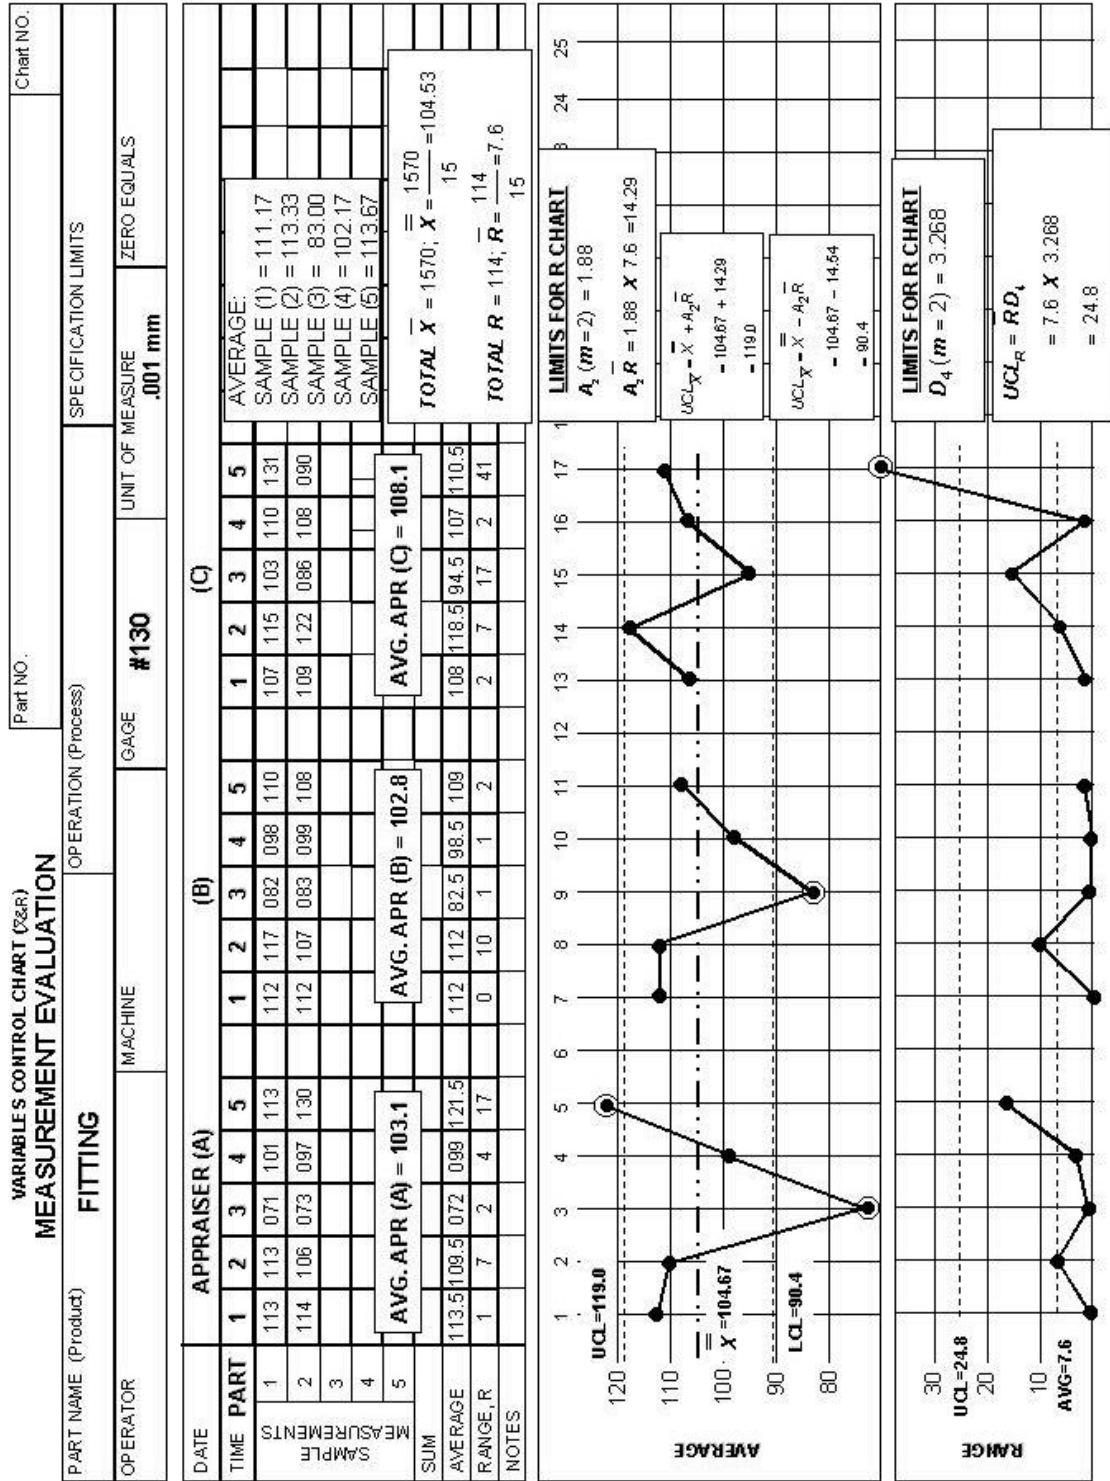 VARIABLES CONTROL CHART (X̄&R)
MEASUREMENT EVALUATION
Part NO.
Chart NO.
PART NAME (Product)
FITTING
OPERATION (Process)
SPECIFICATION LIMITS
OPERATOR
MACHINE
GAGE
#130
UNIT OF MEASURE
.001 mm
ZERO EQUALS
DATE
APPRAISER (A)
(B)
(C)
TIME PART 1 2 3 4 5 1 2 3 4 5 1 2 3 4 5
SAMPLE MEASUREMENTS
1 113 113 071 101 113 112 117 082 098 110 107 115 103 110 131
2 114 106 073 097 130 112 107 083 099 108 109 122 086 108 090
3
4
5
AVG. APR (A) = 103.1
AVG. APR (B) = 102.8
AVG. APR (C) = 108.1
SUM
AVERAGE 113.5 109.5 072 099 121.5 112 112 82.5 98.5 109 108 118.5 94.5 107 110.5
RANGE, R 1 7 2 4 17 0 10 1 1 2 2 7 17 2 41
NOTES
AVERAGE:
SAMPLE (1) = 111.17
SAMPLE (2) = 113.33
SAMPLE (3) = 83.00
SAMPLE (4) = 102.17
SAMPLE (5) = 113.67
TOTAL X̄ = 1570; X̿ = 1570/15 = 104.53
TOTAL R = 114; R̄ = 114/15 = 7.6
1 2 3 4 5 6 7 8 9 10 11 12 13 14 15 16 17 1 8 24 25
AVERAGE
120
110
100
90
80
UCL=119.0
X̿ =104.67
LCL=90.4
LIMITS FOR R CHART
A₂ (m = 2) = 1.88
A₂R̄ = 1.88 X 7.6 =14.29
UCLX̄ - X̿ + A₂R̄
- 104.67 + 1429
- 119.0
UCLX̄ - X̿ - A₂R̄
- 104.67 - 14.54
- 90.4
RANGE
30
20
10
UCL=24.8
AVG=7.6
LIMITS FOR R CHART
D₄ (m = 2) = 3.268
UCLR = R̄D₄
= 7.6 X 3.268
= 24.8